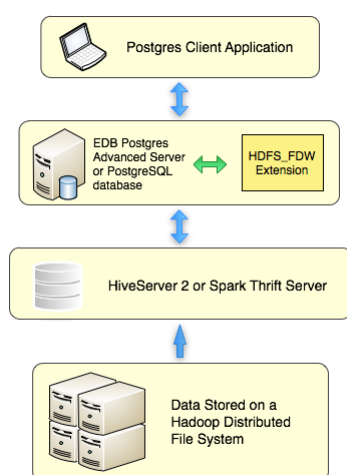 Postgres Client Application
EDB Postgres
Advanced Server
or PostgreSQL
database
HDFS_FDW
Extension
HiveServer 2 or Spark Thrift Server
Data Stored on a
Hadoop Distributed
File System